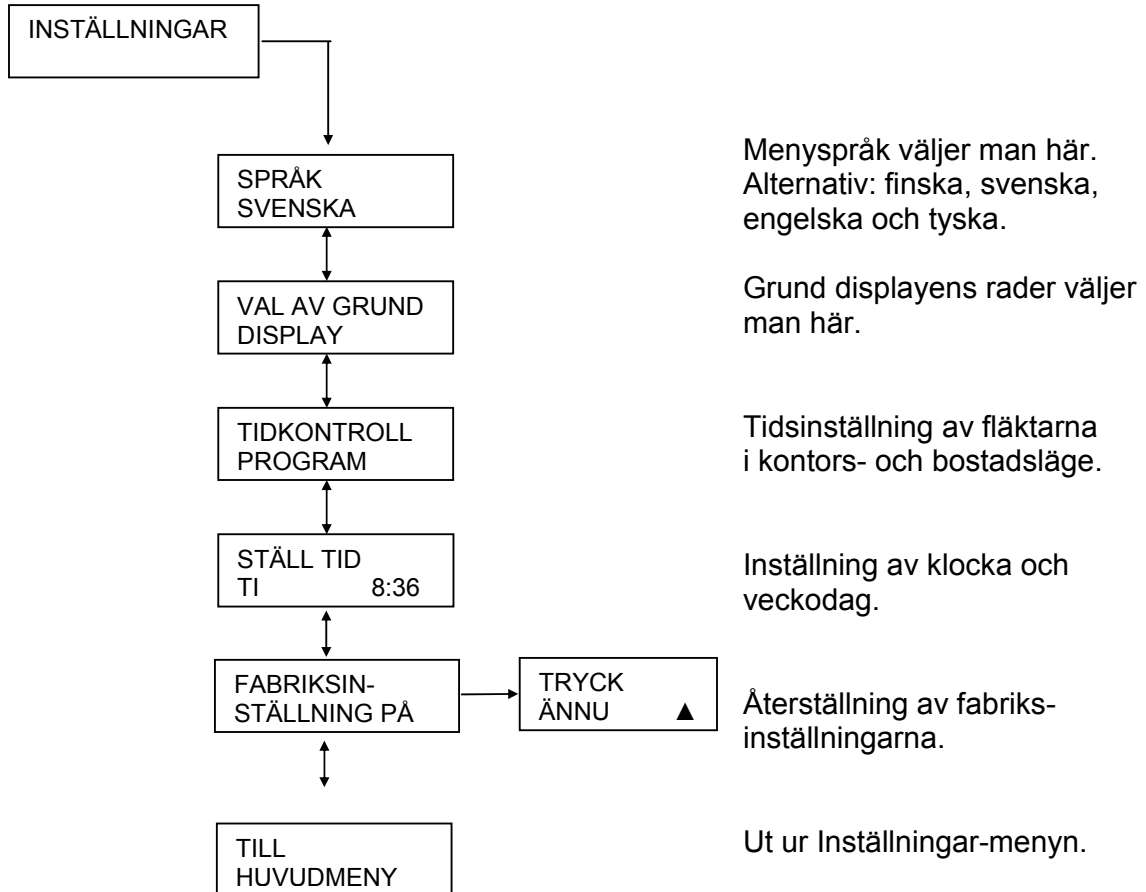 INSTÄLLNINGAR
SPRÅK
SVENSKA
Menyspråk väljer man här.
Alternativ: finska, svenska,
engelska och tyska.
VAL AV GRUND
DISPLAY
Grund displayens rader väljer
man här.
TIDKONTROLL
PROGRAM
Tidsinställning av fläktarna
i kontors- och bostadsläge.
STÄLL TID
TI 8:36
Inställning av klocka och
veckodag.
FABRIKSIN-
STÄLLNING PÅ
TRYCK
ÄNNU ▲
Återställning av fabriks-
inställningarna.
TILL
HUVUDMENY
Ut ur Inställningar-menyn.